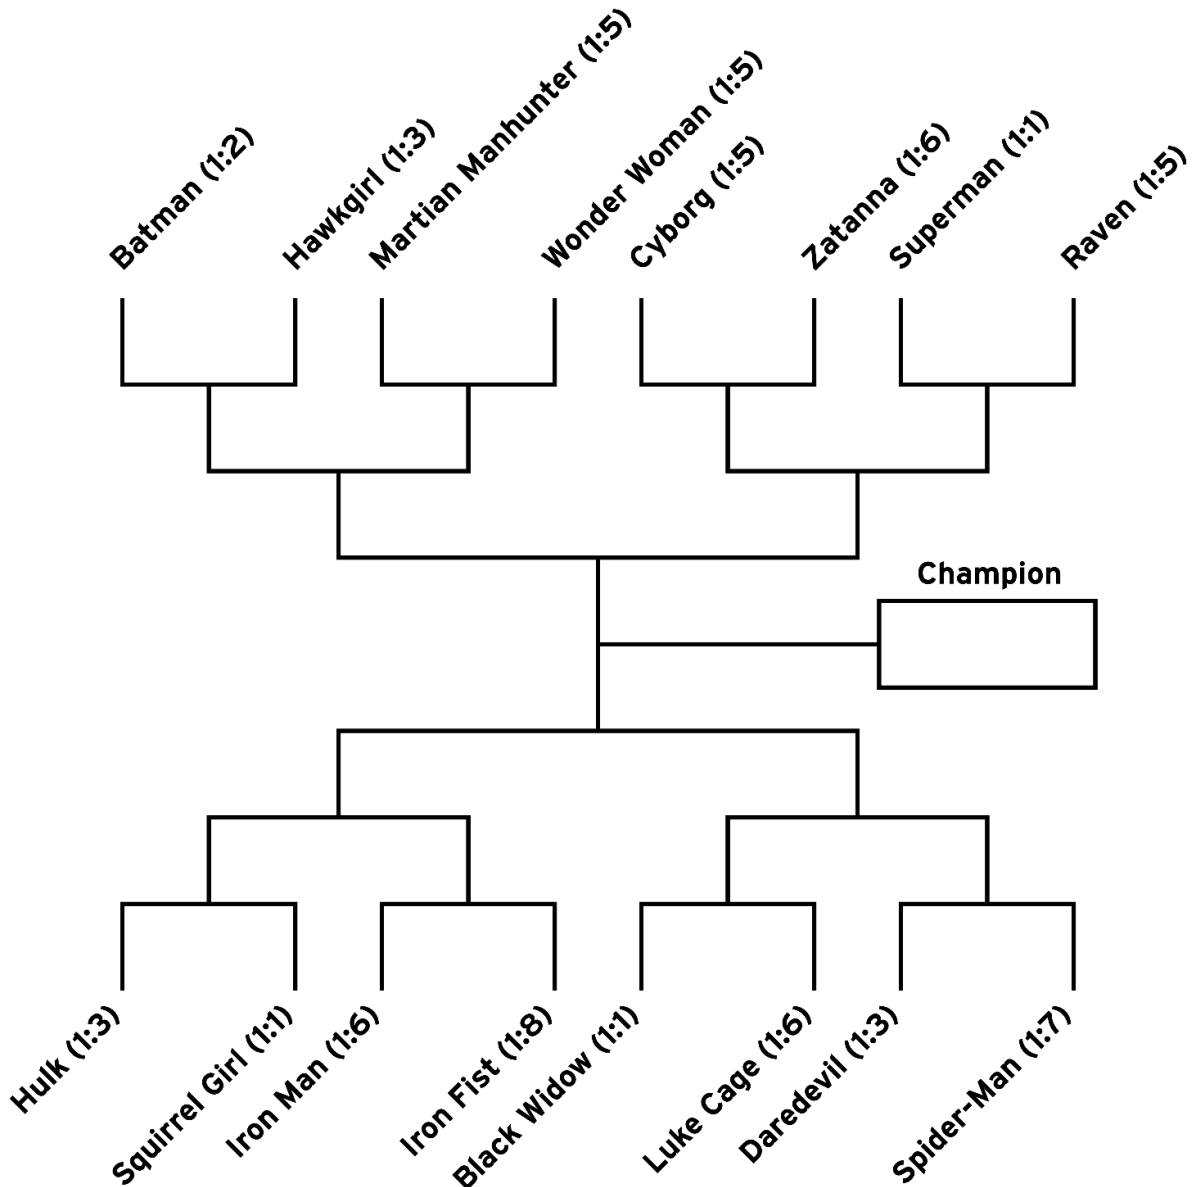 Batman (1:2)
Hawkgirl (1:3)
Martian Manhunter (1:5)
Wonder Woman (1:5)
Cyborg (1:5)
Zatanna (1:6)
Superman (1:1)
Raven (1:5)
Champion
Hulk (1:3)
Squirrel Girl (1:1)
Iron Man (1:6)
Iron Fist (1:8)
Black Widow (1:1)
Luke Cage (1:6)
Daredevil (1:3)
Spider-Man (1:7)